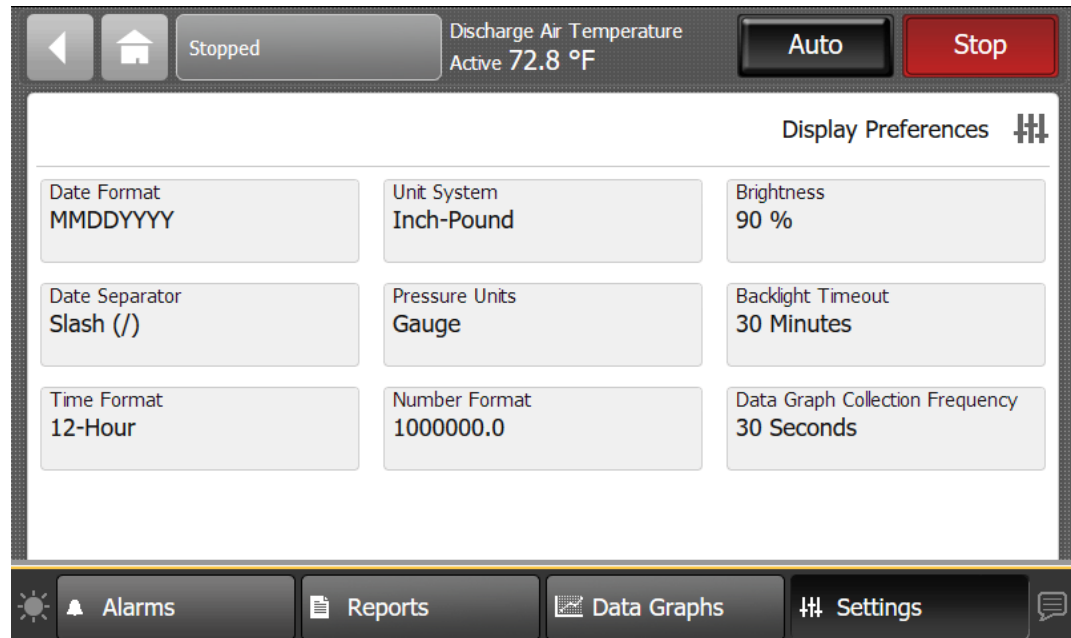 Stopped
Discharge Air Temperature
Active 72.8 °F
Auto
Stop
Display Preferences
Date Format
MMDDYYYY
Unit System
Inch-Pound
Brightness
90 %
Date Separator
Slash (/)
Pressure Units
Gauge
Backlight Timeout
30 Minutes
Time Format
12-Hour
Number Format
1000000.0
Data Graph Collection Frequency
30 Seconds
Alarms
Reports
Data Graphs
Settings